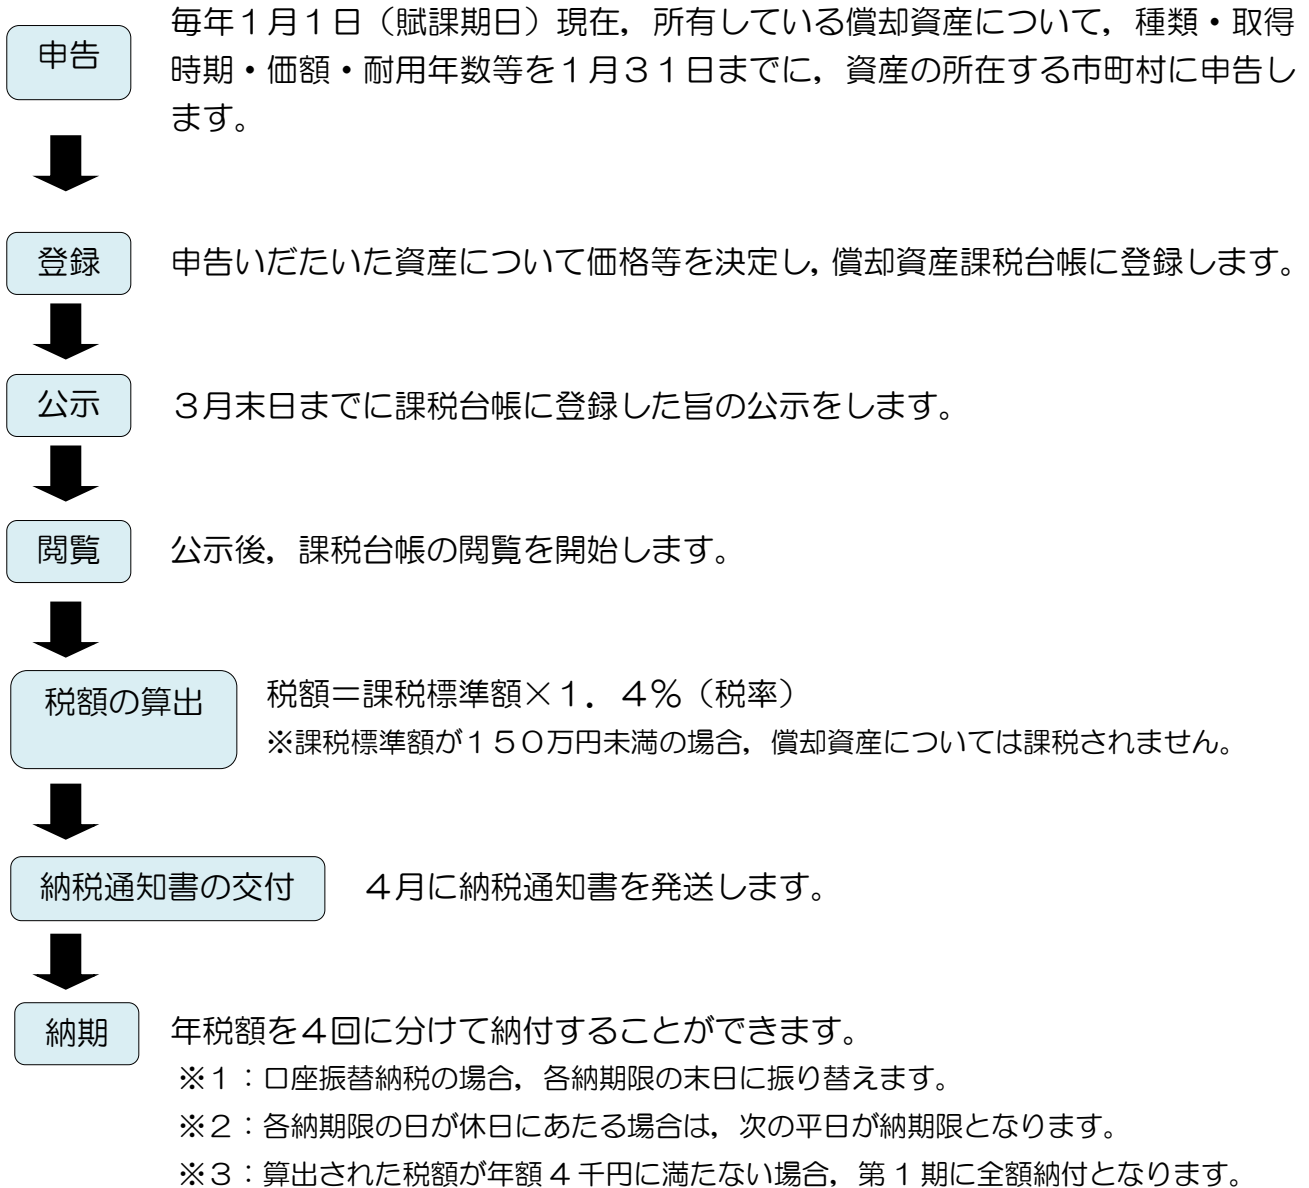 申告
毎年１月１日（賦課期日）現在，所有している償却資産について，種類・取得
時期・価額・耐用年数等を１月３１日までに，資産の所在する市町村に申告し
ます。
登録
申告いだたいた資産について価格等を決定し，償却資産課税台帳に登録します。
公示
３月末日までに課税台帳に登録した旨の公示をします。
閲覧
公示後，課税台帳の閲覧を開始します。
税額の算出
税額＝課税標準額×１．４％（税率）
※課税標準額が１５０万円未満の場合，償却資産については課税されません。
納税通知書の交付
４月に納税通知書を発送します。
納期
年税額を４回に分けて納付することができます。
※１：口座振替納税の場合，各納期限の末日に振り替えます。
※２：各納期限の日が休日にあたる場合は，次の平日が納期限となります。
※３：算出された税額が年額４千円に満たない場合，第１期に全額納付となります。